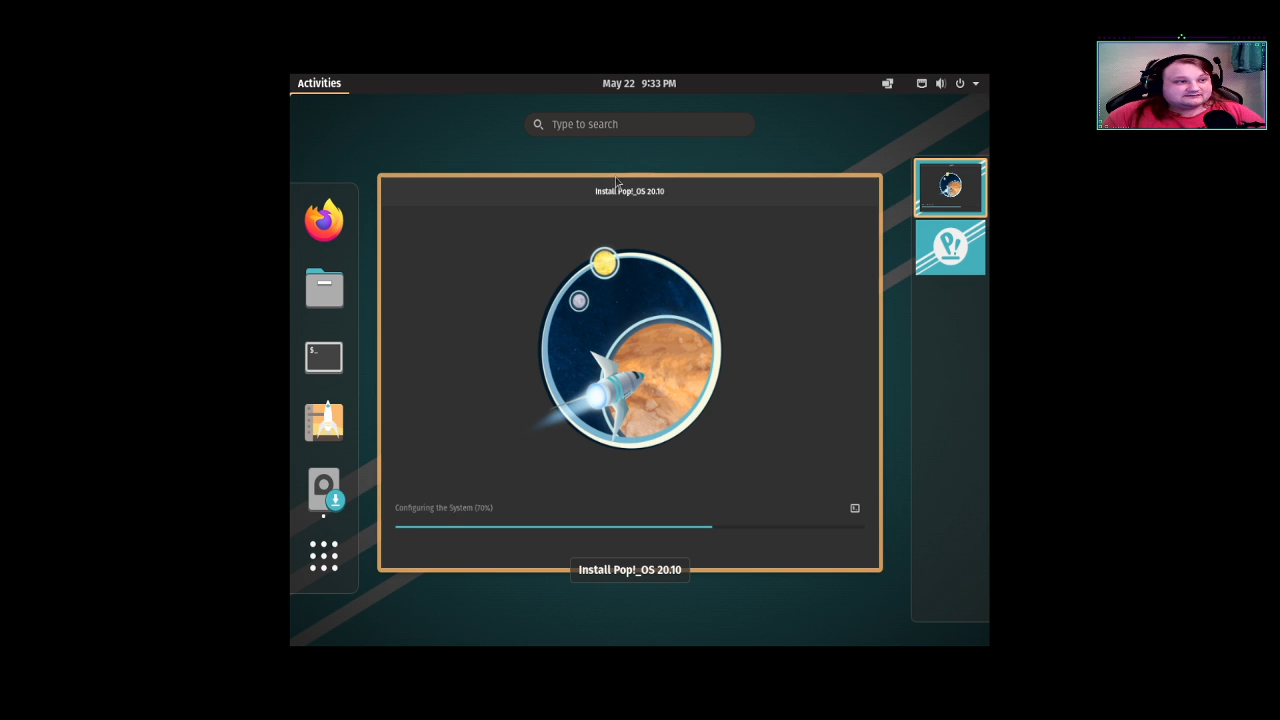 Activities
May 22 9:33 PM
Type to search
Install Pop!_OS 20.10
$_
P!
Configuring the System (70%)
Install Pop!_OS 20.10